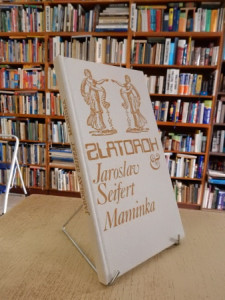 ZLATOROH
Jaroslav
Seifert
Maminka